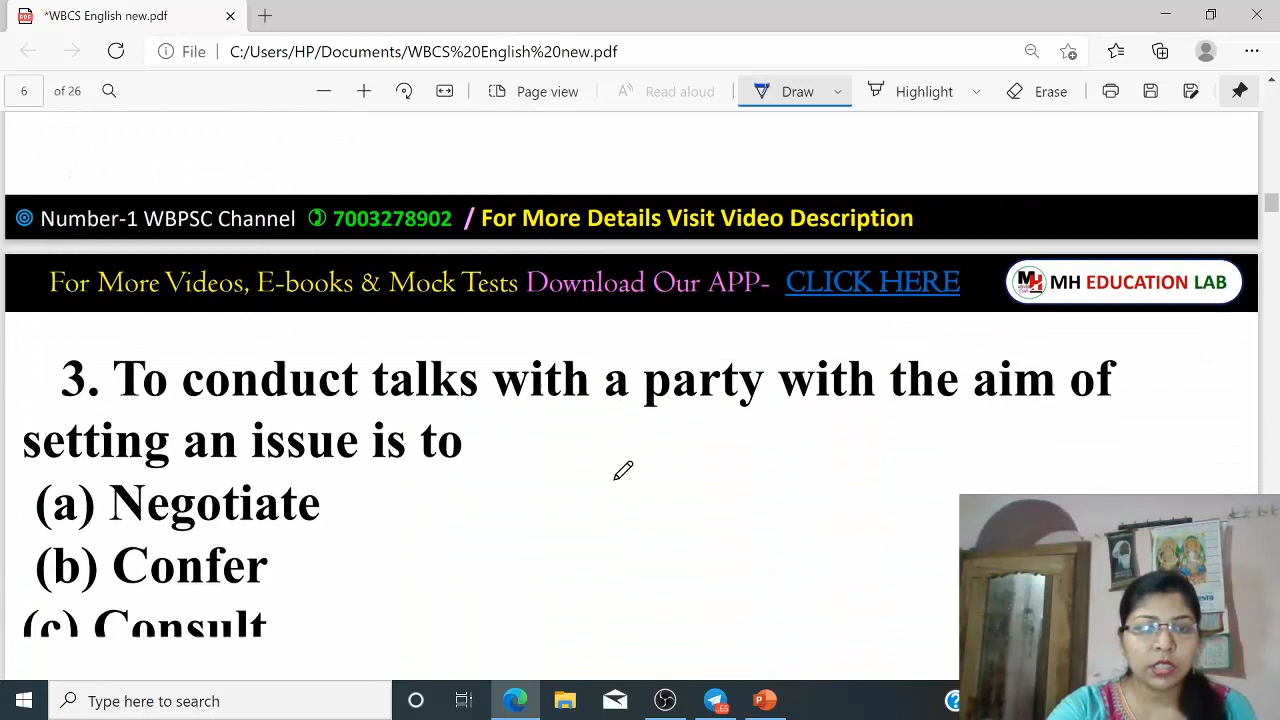 *WBCS English new.pdf
File C:/Users/HP/Documents/WBCS%20English%20new.pdf
6 of 26 Page view Read aloud Draw Highlight Erase
Number-1 WBPSC Channel 7003278902 / For More Details Visit Video Description
For More Videos, E-books & Mock Tests Download Our APP- CLICK HERE MH EDUCATION LAB
3. To conduct talks with a party with the aim of
setting an issue is to
(a) Negotiate
(b) Confer
(c) Consult
Type here to search
65